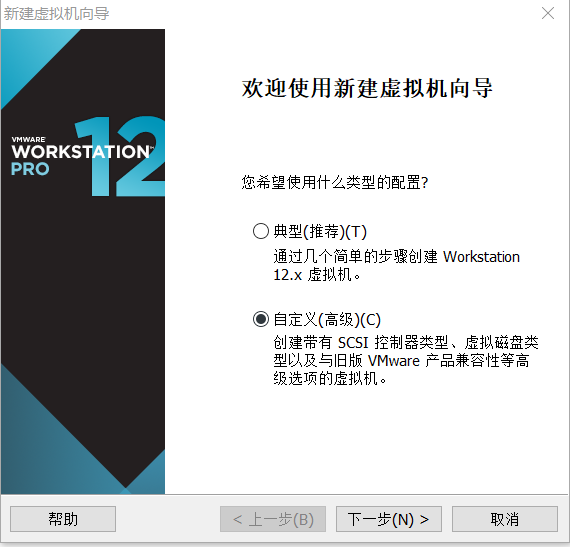 新建虚拟机向导
欢迎使用新建虚拟机向导
VMWARE
WORKSTATION™
PRO
12
您希望使用什么类型的配置?
典型(推荐)(T)
通过几个简单的步骤创建 Workstation
12.x 虚拟机。
自定义(高级)(C)
创建带有 SCSI 控制器类型、虚拟磁盘类
型以及与旧版 VMware 产品兼容性等高
级选项的虚拟机。
帮助
< 上一步(B)
下一步(N) >
取消